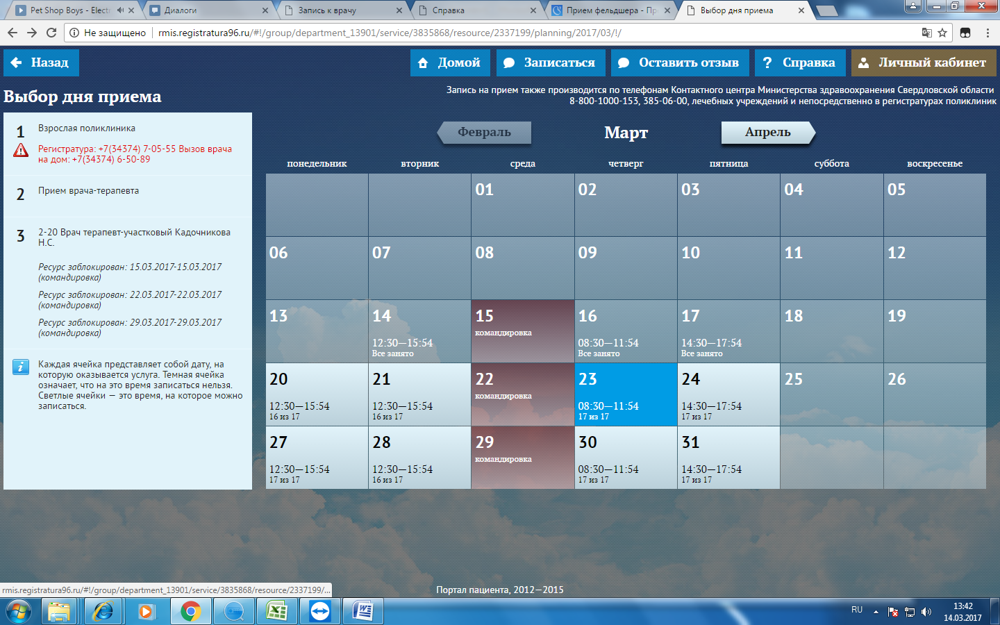 Pet Shop Boys - Electr
Диалоги
Запись к врачу
Справка
Прием фельдшера - Пр
Выбор дня приема
Не защищено
rmis.registratura96.ru/#!/group/department_13901/service/3835868/resource/2337199/planning/2017/03/!/
Назад
Домой
Записаться
Оставить отзыв
Справка
Личный кабинет
Выбор дня приема
Запись на прием также производится по телефонам Контактного центра Министерства здравоохранения Свердловской области
8-800-1000-153, 385-06-00, лечебных учреждений и непосредственно в регистратурах поликлиник
1 Взрослая поликлиника
Регистратура: +7(34374) 7-05-55 Вызов врача
на дом: +7(34374) 6-50-89
2 Прием врача-терапевта
3 2-20 Врач терапевт-участковый Кадочникова
Н.С.
Ресурс заблокирован: 15.03.2017-15.03.2017
(командировка)
Ресурс заблокирован: 22.03.2017-22.03.2017
(командировка)
Ресурс заблокирован: 29.03.2017-29.03.2017
(командировка)
Каждая ячейка представляет собой дату, на
которую оказывается услуга. Темная ячейка
означает, что на это время записаться нельзя.
Светлые ячейки — это время, на которое можно
записаться.
Февраль
Март
Апрель
понедельник вторник среда четверг пятница суббота воскресенье
01 02 03 04 05
06 07 08 09 10 11 12
13 14 15 16 17 18 19
командировка
12:30—15:54 08:30—11:54 14:30—17:54
Все занято Все занято Все занято
20 21 22 23 24 25 26
командировка
12:30—15:54 12:30—15:54 08:30—11:54 14:30—17:54
16 из 17 16 из 17 17 из 17 17 из 17
27 28 29 30 31
командировка
12:30—15:54 12:30—15:54 08:30—11:54 14:30—17:54
17 из 17 16 из 17 17 из 17 17 из 17
rmis.registratura96.ru/#!/group/department_13901/service/3835868/resource/2337199/...
Портал пациента, 2012—2015
RU
13:42
14.03.2017